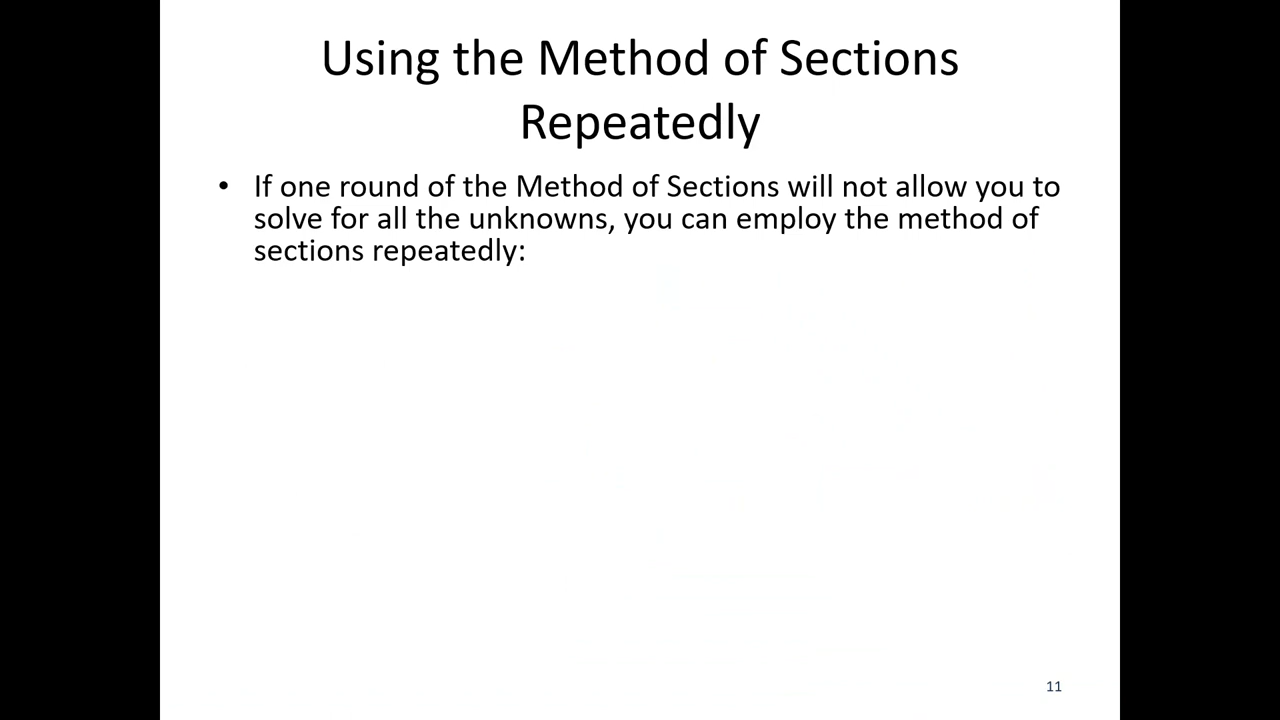 Using the Method of Sections
Repeatedly
• If one round of the Method of Sections will not allow you to
solve for all the unknowns, you can employ the method of
sections repeatedly:
11